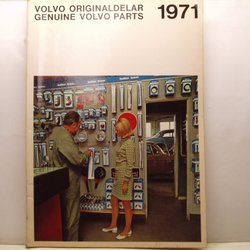 VOLVO ORIGINALDELAR
GENUINE VOLVO PARTS
1971